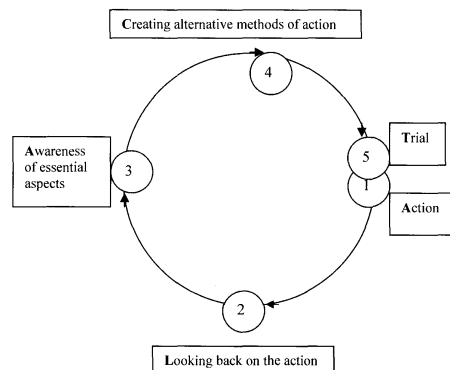 Creating alternative methods of action
4
Awareness
of essential
aspects
3
5
Trial
1
Action
2
Looking back on the action